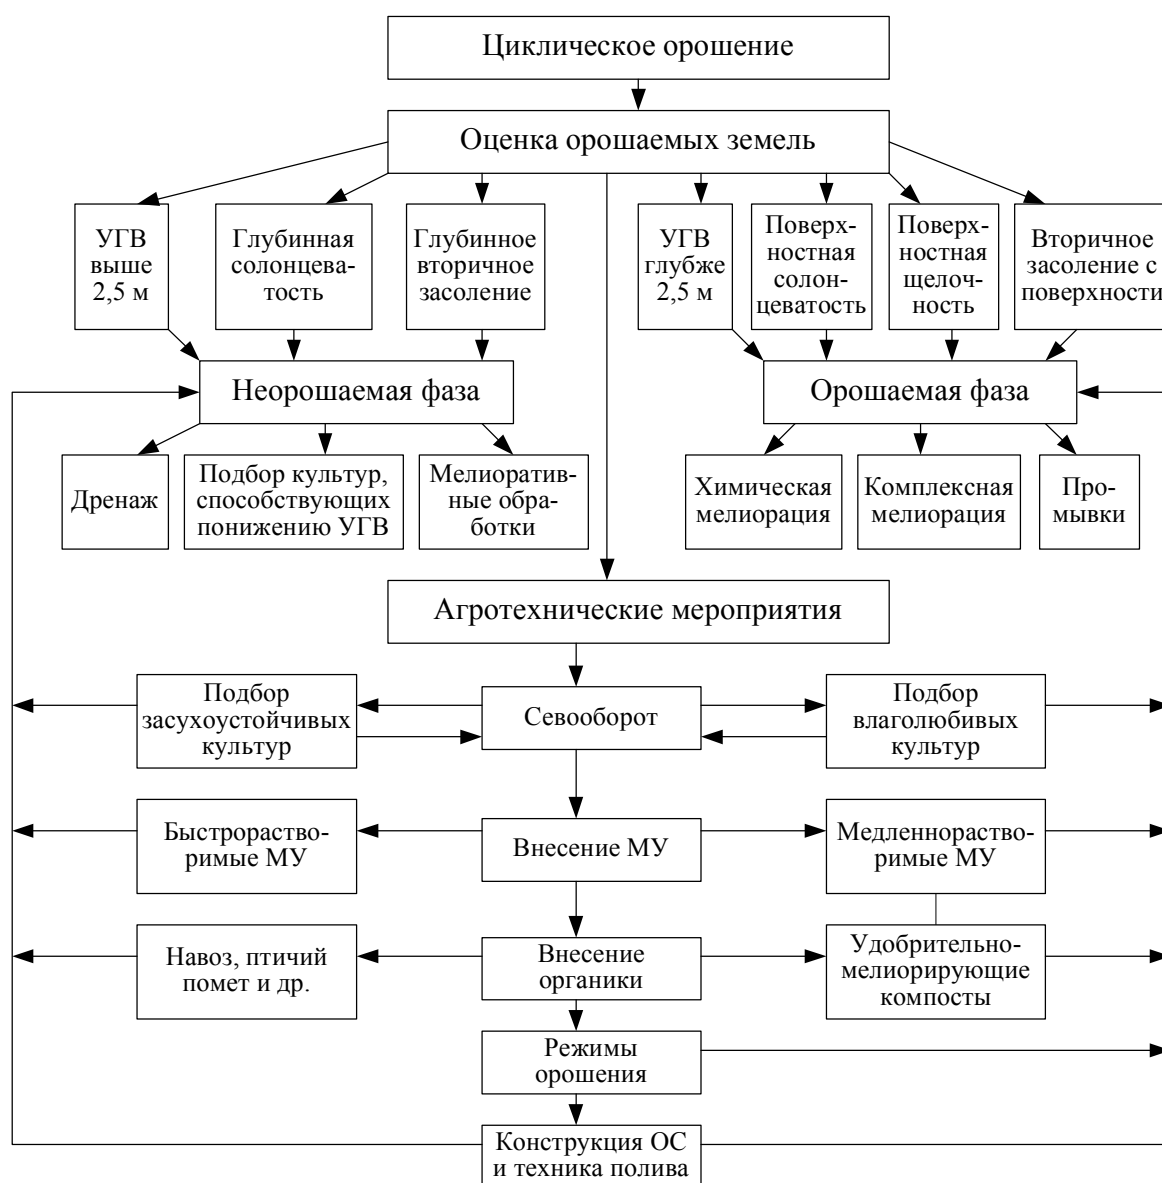 Циклическое орошение
Оценка орошаемых земель
УГВ
выше
2,5 м
Глубинная
солонцева-
тость
Глубинное
вторичное
засоление
УГВ
глубже
2,5 м
Поверх-
ностная
солон-
цеватость
Поверх-
ностная
щелоч-
ность
Вторичное
засоление с
поверхности
Неорошаемая фаза
Орошаемая фаза
Дренаж
Подбор культур,
способствующих
понижению УГВ
Мелиоратив-
ные обра-
ботки
Химическая
мелиорация
Комплексная
мелиорация
Про-
мывки
Агротехнические мероприятия
Подбор
засухоустойчивых
культур
Севооборот
Подбор
влаголюбивых
культур
Быстрораство-
римые МУ
Внесение МУ
Медленнораство-
римые МУ
Навоз, птичий
помет и др.
Внесение
органики
Удобрительно-
мелиорирующие
компосты
Режимы
орошения
Конструкция ОС
и техника полива